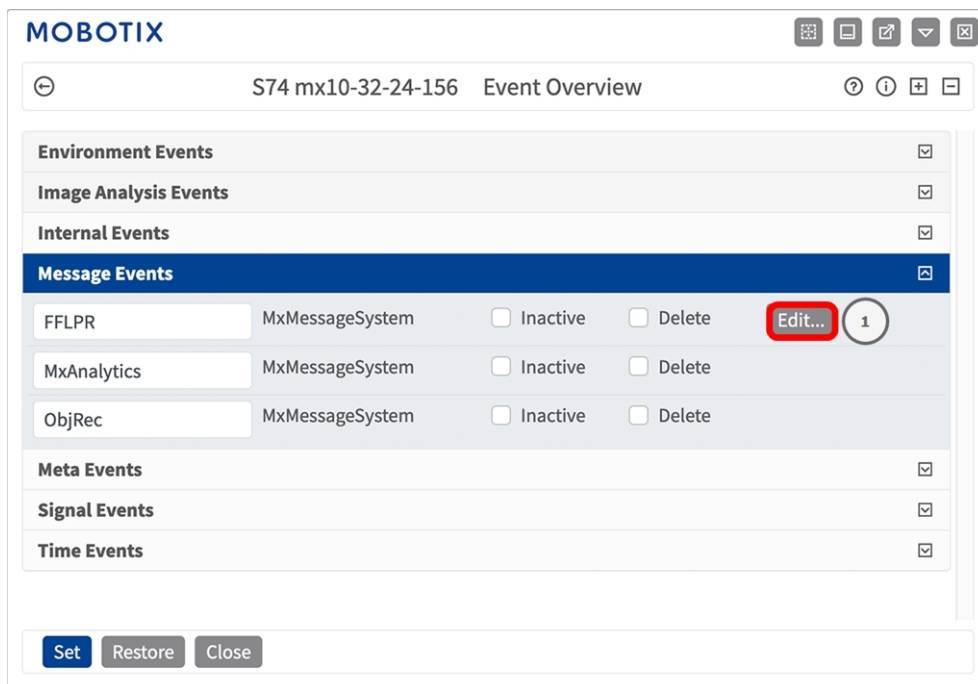 MOBOTIX
S74 mx10-32-24-156 Event Overview
Environment Events
Image Analysis Events
Internal Events
Message Events
FFLPR MxMessageSystem Inactive Delete Edit... 1
MxAnalytics MxMessageSystem Inactive Delete
ObjRec MxMessageSystem Inactive Delete
Meta Events
Signal Events
Time Events
Set Restore Close